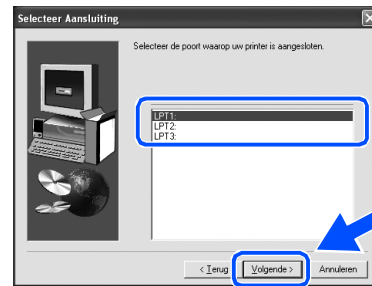 Selecteer Aansluiting
Selecteer de poort waarop uw printer is aangesloten.
LPT1:
LPT2:
LPT3:
< Terug Volgende > Annuleren